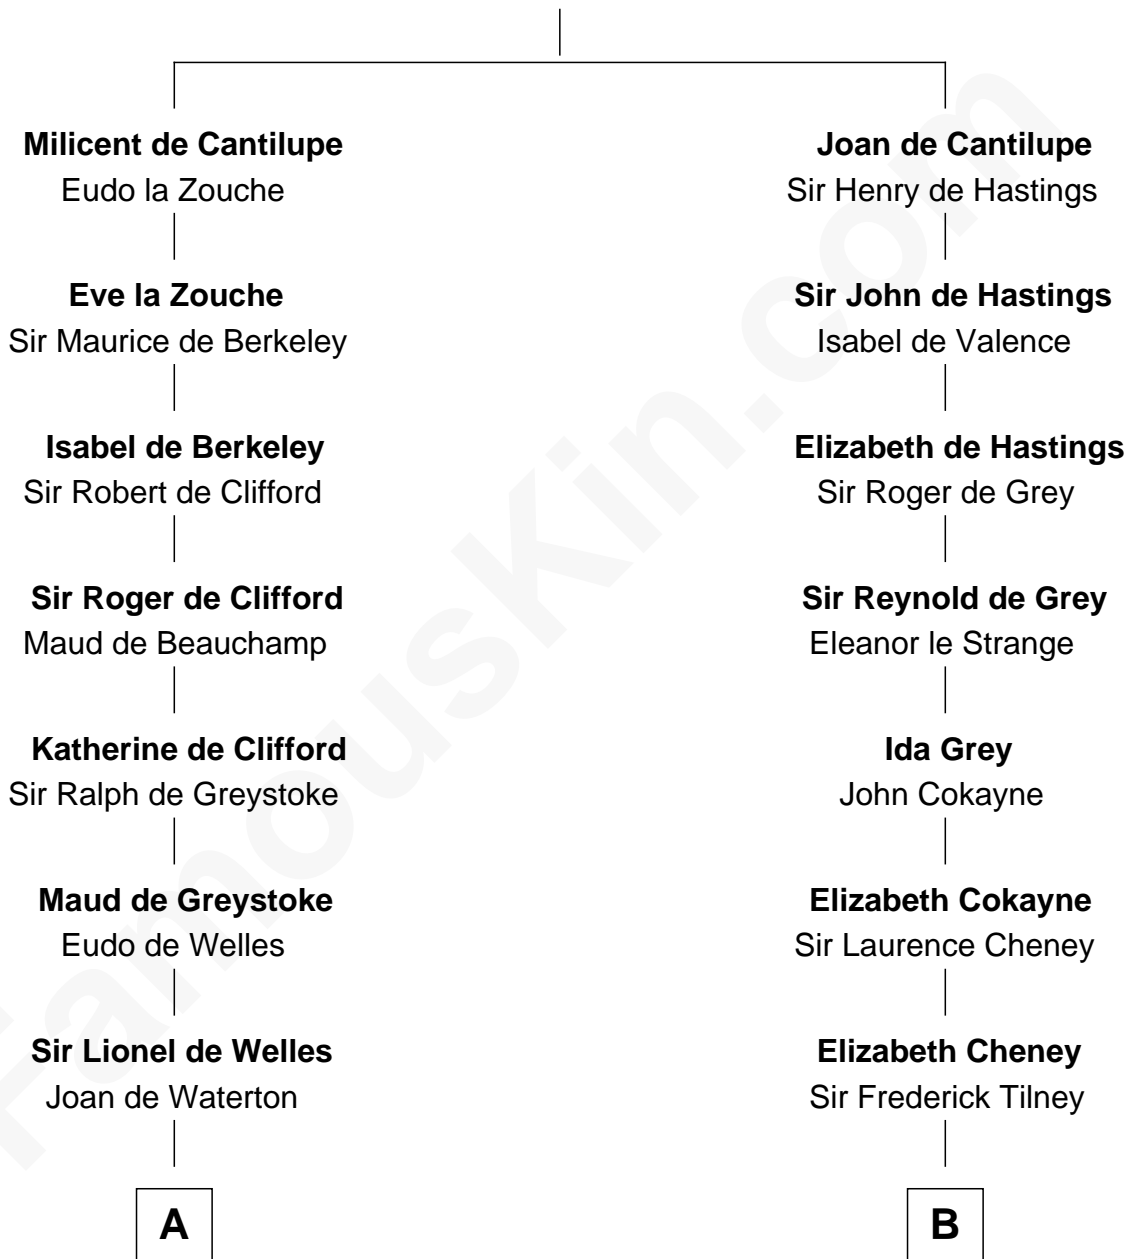 Milicent de Cantilupe
Eudo la Zouche
Eve la Zouche
Sir Maurice de Berkeley
Isabel de Berkeley
Sir Robert de Clifford
Sir Roger de Clifford
Maud de Beauchamp
Katherine de Clifford
Sir Ralph de Greystoke
Maud de Greystoke
Eudo de Welles
Sir Lionel de Welles
Joan de Waterton
A
Joan de Cantilupe
Sir Henry de Hastings
Sir John de Hastings
Isabel de Valence
Elizabeth de Hastings
Sir Roger de Grey
Sir Reynold de Grey
Eleanor le Strange
Ida Grey
John Cokayne
Elizabeth Cokayne
Sir Laurence Cheney
Elizabeth Cheney
Sir Frederick Tilney
B
FamousKin.com